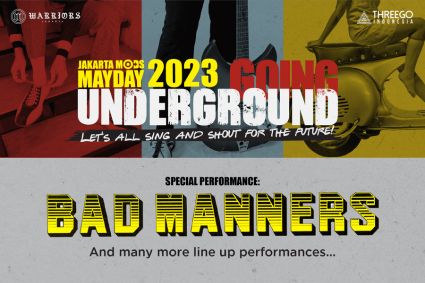 WARRIORS
THREEGO
INDONESIA
JAKARTA MODS
MAYDAY 2023 GOING
UNDERGROUND
LET'S ALL SING AND SHOUT FOR THE FUTURE!
SPECIAL PERFORMANCE:
BAD MANNERS
And many more line up performances...